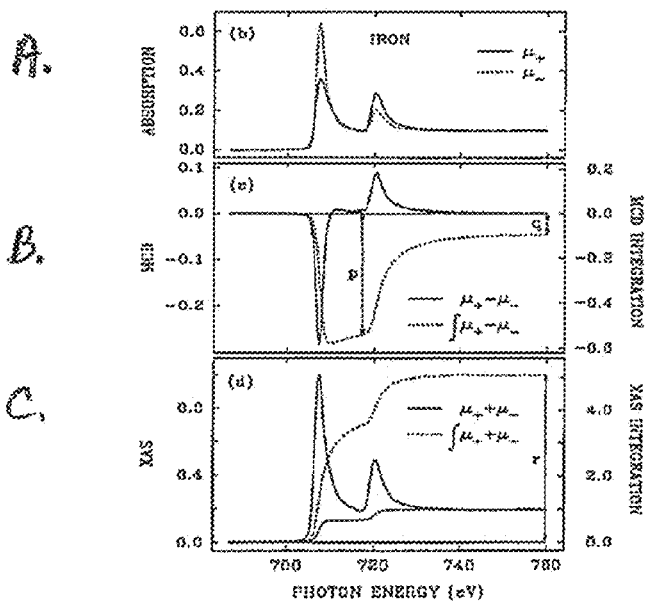 A.
B.
C.
(b)
IRON
μ₊
μ₋
ABSORPTION
0.6
0.4
0.2
0.0
(c)
0.1
0.0
-0.1
-0.2
MCD
0.2
0.0
-0.2
-0.4
-0.6
MCD INTEGRATION
p
q
μ₊-μ₋
∫μ₊-μ₋
(d)
0.8
0.4
0.0
XAS
4.0
2.0
0.0
XAS INTEGRATION
r
μ₊+μ₋
∫μ₊+μ₋
700
720
740
760
PHOTON ENERGY (eV)